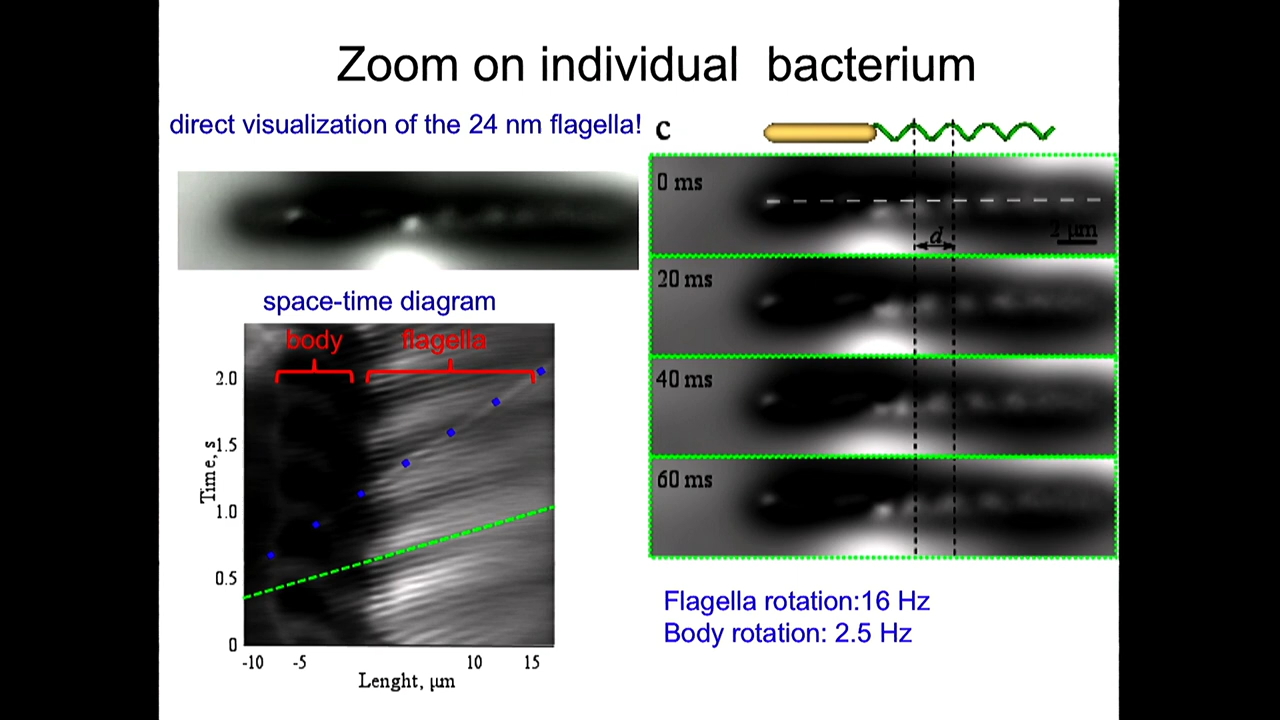 Zoom on individual bacterium
direct visualization of the 24 nm flagella!
c
0 ms
d
2 μm
20 ms
40 ms
60 ms
space-time diagram
body
flagella
2.0
1.5
1.0
0.5
0
Time, s
-10
-5
10
15
Lenght, μm
Flagella rotation:16 Hz
Body rotation: 2.5 Hz